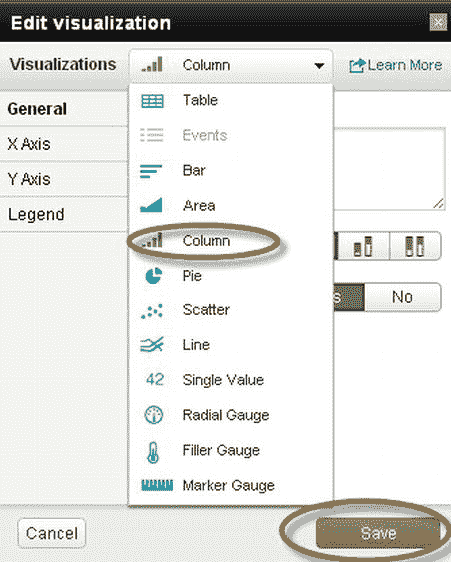 Edit visualization
Visualizations Column Learn More
General
X Axis
Y Axis
Legend
Table
Events
Bar
Area
Column
Pie
Scatter
Line
42 Single Value
Radial Gauge
Filler Gauge
Marker Gauge
No
Cancel
Save